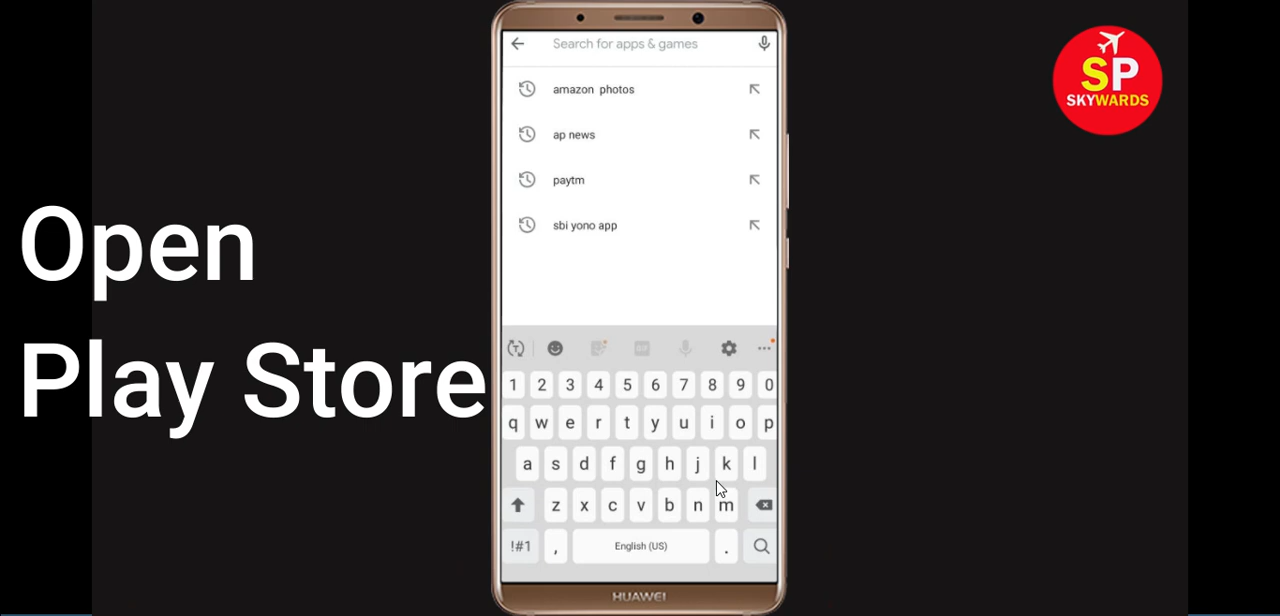 Search for apps & games
SP
SKYWARDS
amazon photos
ap news
paytm
sbi yono app
Open
Play Store
1 2 3 4 5 6 7 8 9 0
q w e r t y u i o p
a s d f g h j k l
z x c v b n m
!#1 , English (US) .
HUAWEI